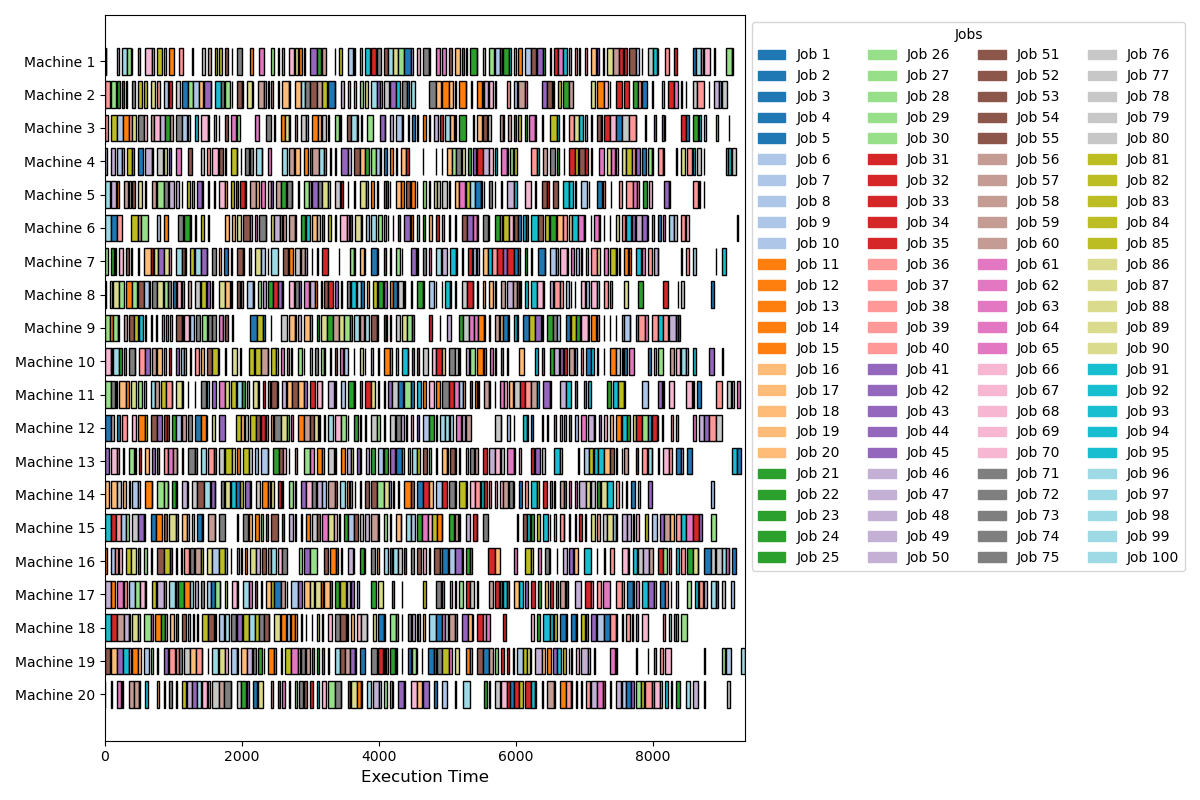 Machine 1
Machine 2
Machine 3
Machine 4
Machine 5
Machine 6
Machine 7
Machine 8
Machine 9
Machine 10
Machine 11
Machine 12
Machine 13
Machine 14
Machine 15
Machine 16
Machine 17
Machine 18
Machine 19
Machine 20
0 2000 4000 6000 8000
Execution Time
Jobs
Job 1 Job 26 Job 51 Job 76
Job 2 Job 27 Job 52 Job 77
Job 3 Job 28 Job 53 Job 78
Job 4 Job 29 Job 54 Job 79
Job 5 Job 30 Job 55 Job 80
Job 6 Job 31 Job 56 Job 81
Job 7 Job 32 Job 57 Job 82
Job 8 Job 33 Job 58 Job 83
Job 9 Job 34 Job 59 Job 84
Job 10 Job 35 Job 60 Job 85
Job 11 Job 36 Job 61 Job 86
Job 12 Job 37 Job 62 Job 87
Job 13 Job 38 Job 63 Job 88
Job 14 Job 39 Job 64 Job 89
Job 15 Job 40 Job 65 Job 90
Job 16 Job 41 Job 66 Job 91
Job 17 Job 42 Job 67 Job 92
Job 18 Job 43 Job 68 Job 93
Job 19 Job 44 Job 69 Job 94
Job 20 Job 45 Job 70 Job 95
Job 21 Job 46 Job 71 Job 96
Job 22 Job 47 Job 72 Job 97
Job 23 Job 48 Job 73 Job 98
Job 24 Job 49 Job 74 Job 99
Job 25 Job 50 Job 75 Job 100